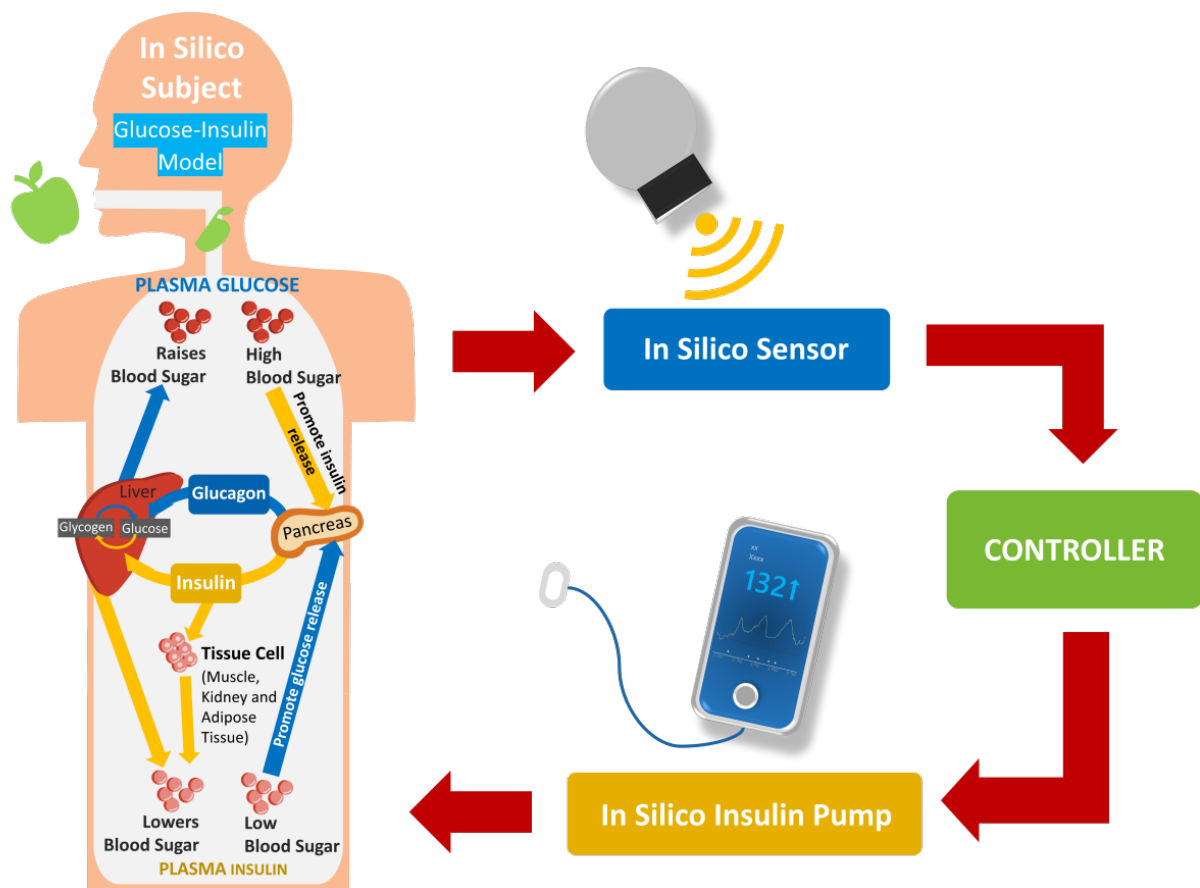 In Silico
Subject
Glucose-Insulin
Model
PLASMA GLUCOSE
Raises
Blood Sugar
High
Blood Sugar
Promote insulin
release
Liver
Glycogen
Glucose
Glucagon
Pancreas
Insulin
Tissue Cell
(Muscle,
Kidney and
Adipose
Tissue)
Promote glucose release
Lowers
Blood Sugar
Low
Blood Sugar
PLASMA INSULIN
In Silico Sensor
CONTROLLER
xx
Xxxx
132↑
In Silico Insulin Pump